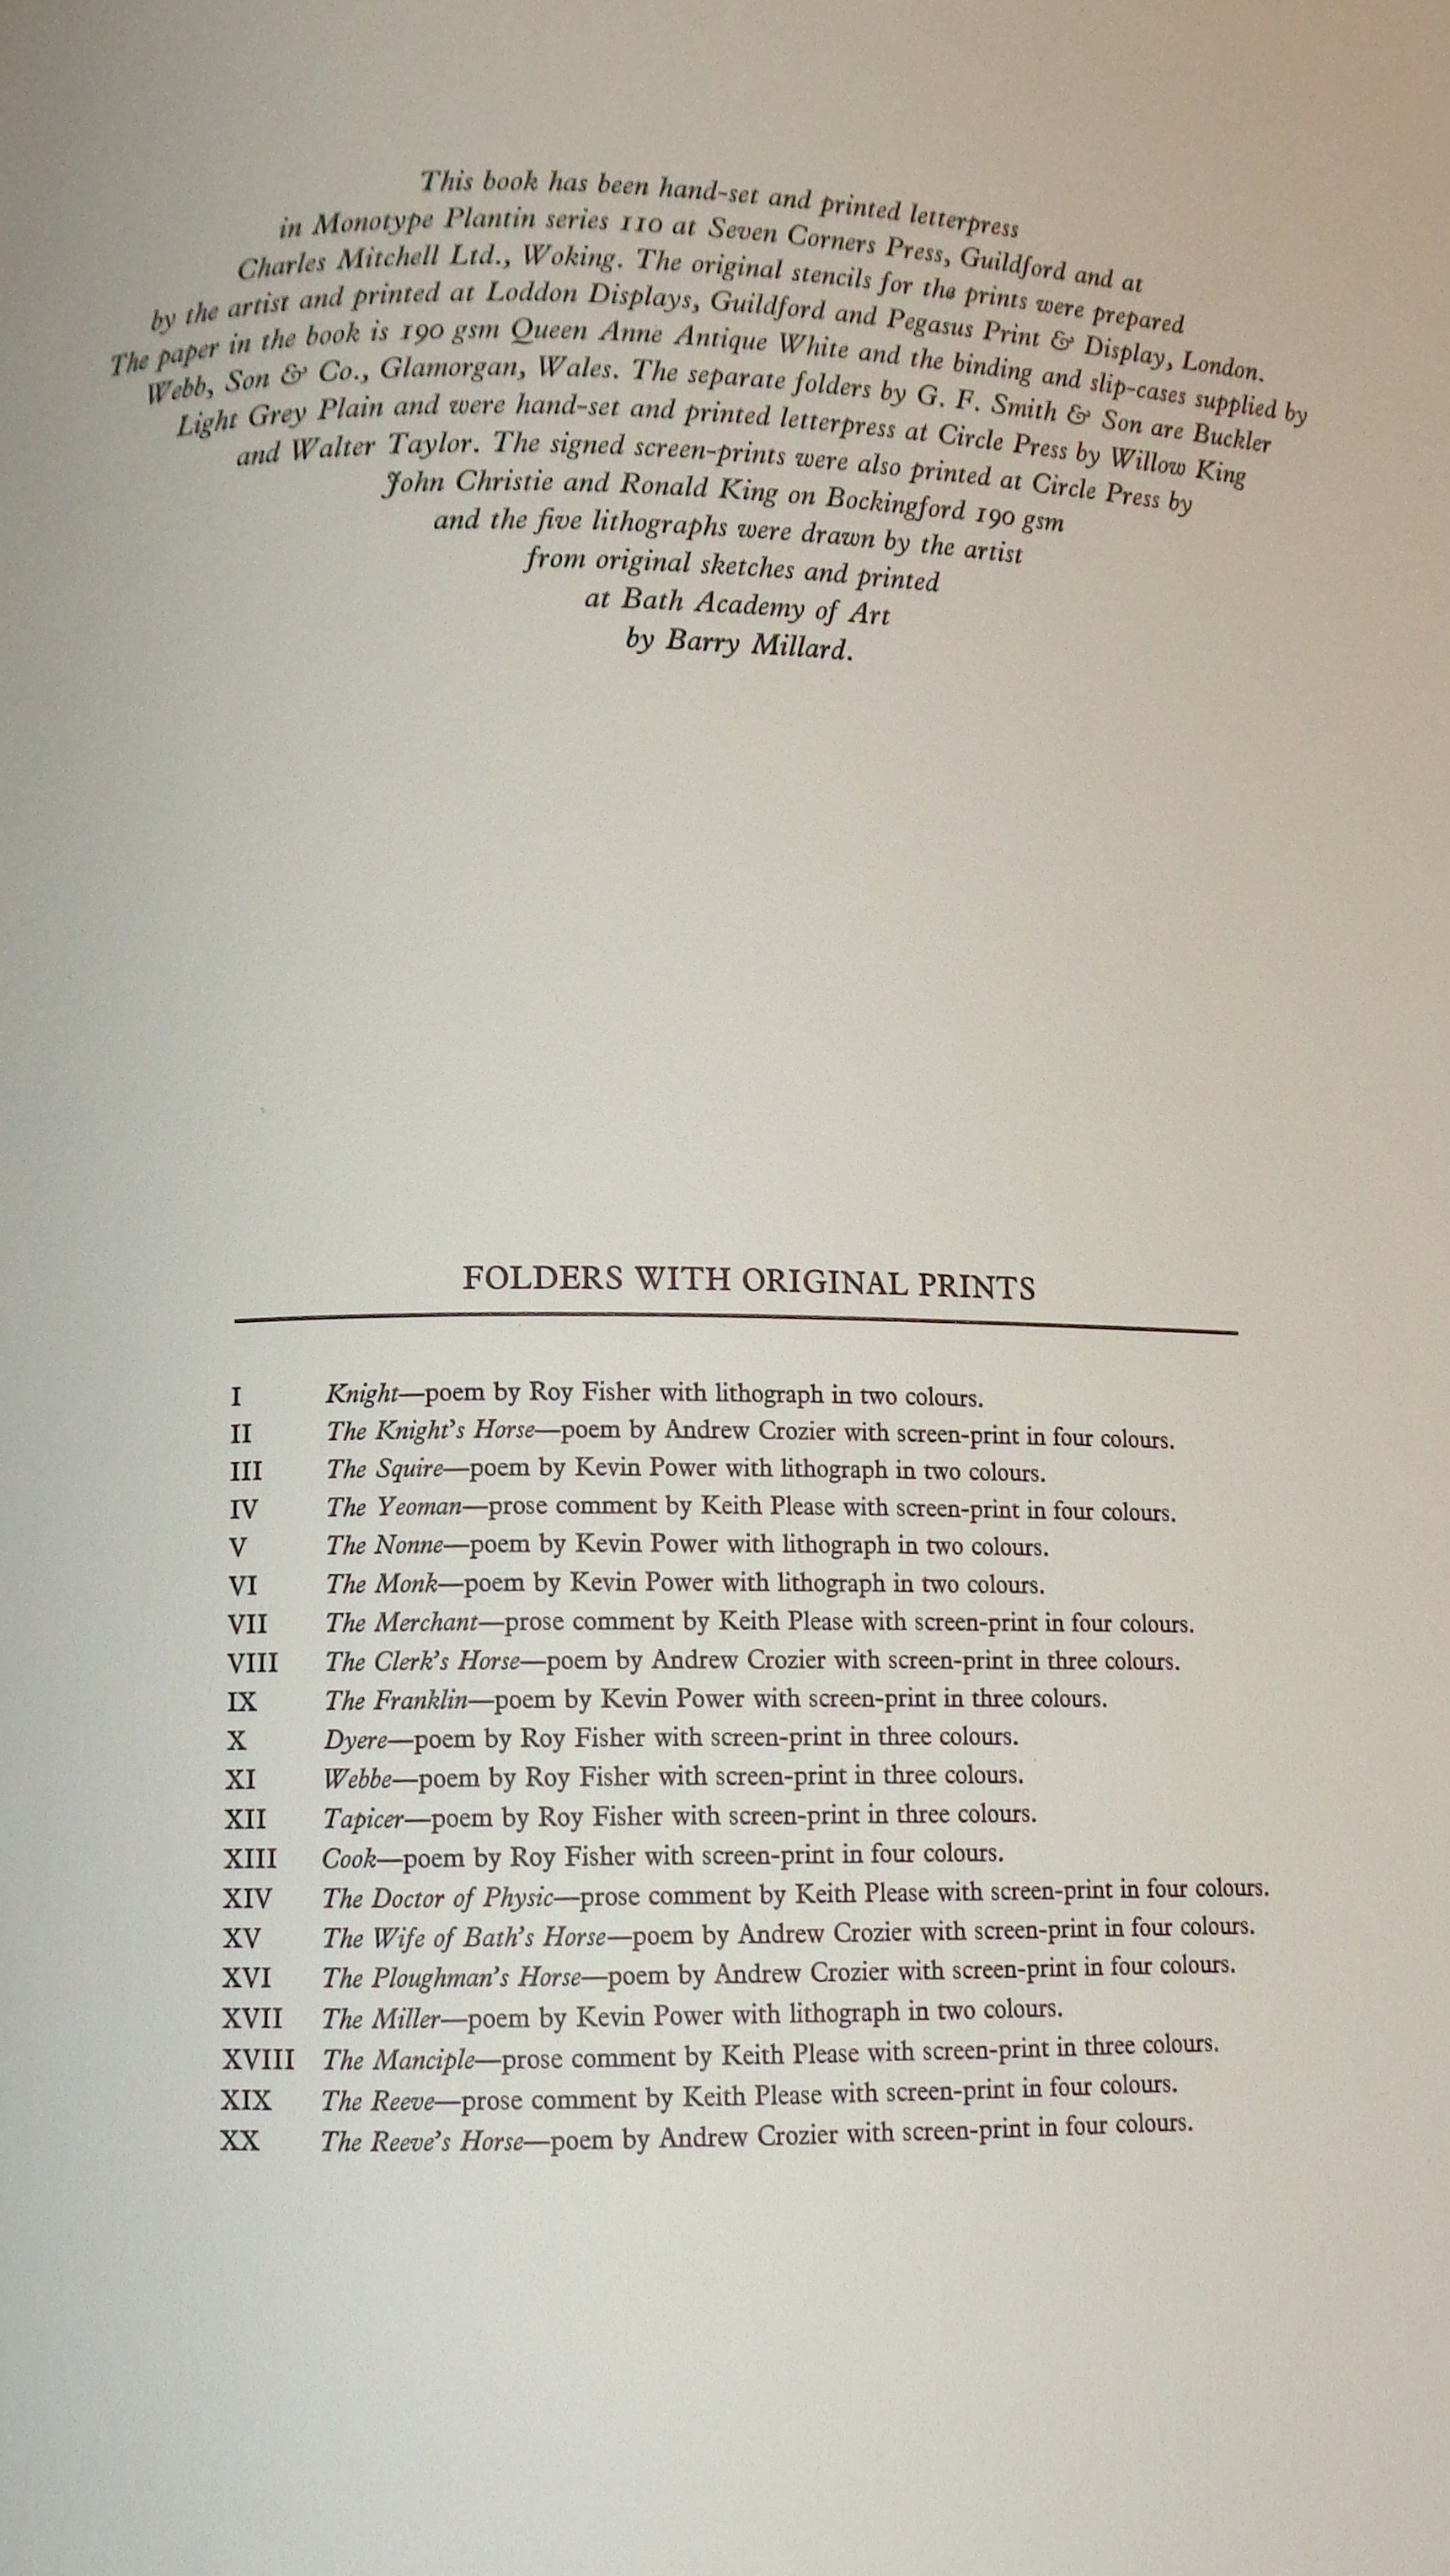 This book has been hand-set and printed letterpress
in Monotype Plantin series 110 at Seven Corners Press, Guildford and at
Charles Mitchell Ltd., Woking. The original stencils for the prints were prepared
by the artist and printed at Loddon Displays, Guildford and Pegasus Print & Display, London.
The paper in the book is 190 gsm Queen Anne Antique White and the binding and slip-cases supplied by
Webb, Son & Co., Glamorgan, Wales. The separate folders by G. F. Smith & Son are Buckler
Light Grey Plain and were hand-set and printed letterpress at Circle Press by Willow King
and Walter Taylor. The signed screen-prints were also printed at Circle Press by
John Christie and Ronald King on Bockingford 190 gsm
and the five lithographs were drawn by the artist
from original sketches and printed
at Bath Academy of Art
by Barry Millard.
FOLDERS WITH ORIGINAL PRINTS
I Knight—poem by Roy Fisher with lithograph in two colours.
II The Knight's Horse—poem by Andrew Crozier with screen-print in four colours.
III The Squire—poem by Kevin Power with lithograph in two colours.
IV The Yeoman—prose comment by Keith Please with screen-print in four colours.
V The Nonne—poem by Kevin Power with lithograph in two colours.
VI The Monk—poem by Kevin Power with lithograph in two colours.
VII The Merchant—prose comment by Keith Please with screen-print in four colours.
VIII The Clerk's Horse—poem by Andrew Crozier with screen-print in three colours.
IX The Franklin—poem by Kevin Power with screen-print in three colours.
X Dyere—poem by Roy Fisher with screen-print in three colours.
XI Webbe—poem by Roy Fisher with screen-print in three colours.
XII Tapicer—poem by Roy Fisher with screen-print in three colours.
XIII Cook—poem by Roy Fisher with screen-print in four colours.
XIV The Doctor of Physic—prose comment by Keith Please with screen-print in four colours.
XV The Wife of Bath's Horse—poem by Andrew Crozier with screen-print in four colours.
XVI The Ploughman's Horse—poem by Andrew Crozier with screen-print in four colours.
XVII The Miller—poem by Kevin Power with lithograph in two colours.
XVIII The Manciple—prose comment by Keith Please with screen-print in three colours.
XIX The Reeve—prose comment by Keith Please with screen-print in four colours.
XX The Reeve's Horse—poem by Andrew Crozier with screen-print in four colours.